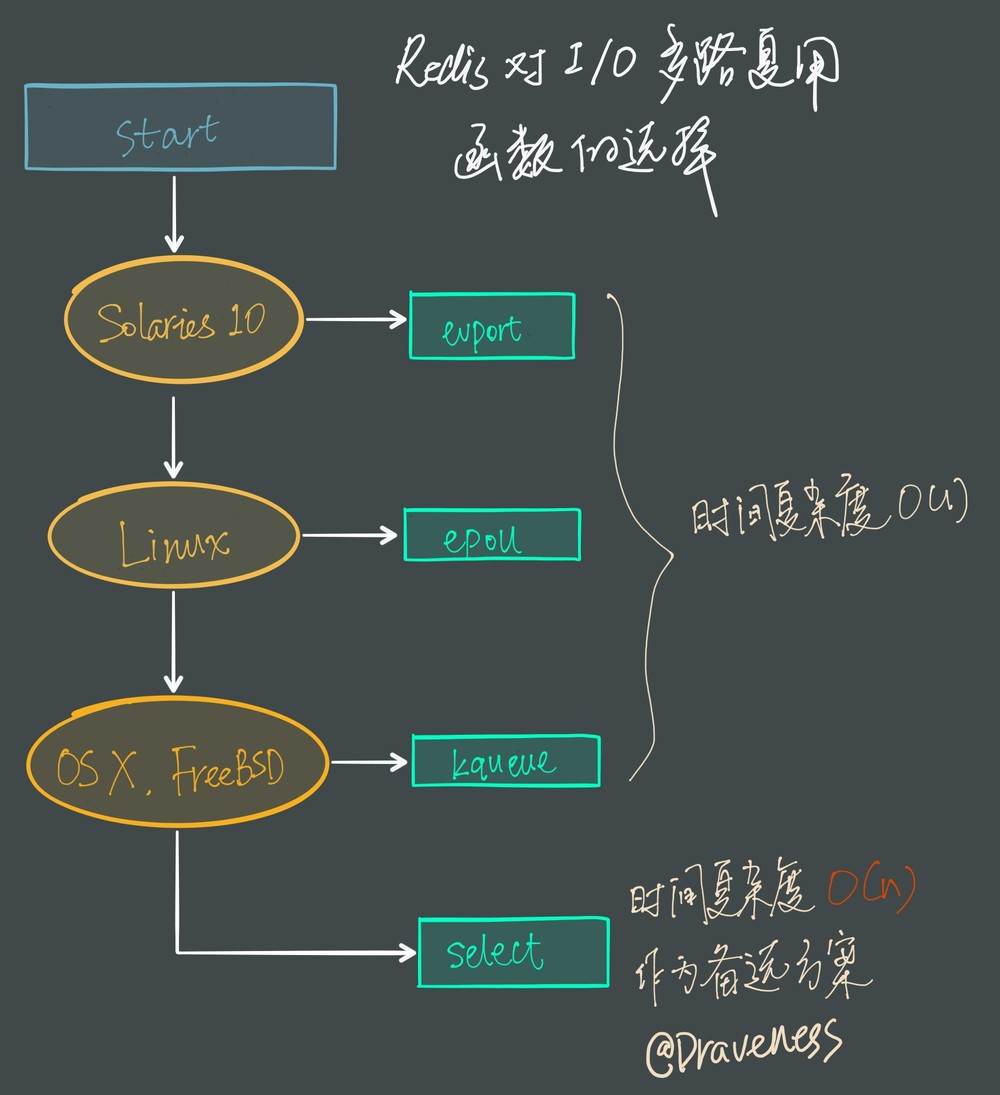 Redis 对 I/O 多路复用
函数的选择
start
Solaries 10
evport
Linux
epoll
时间复杂度 O(1)
OS X, FreeBSD
kqueue
时间复杂度 O(n)
select
作为备选方案
@Draveness